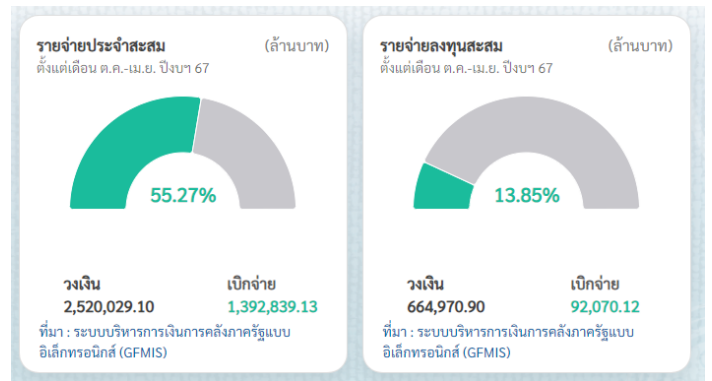 รายจ่ายประจำสะสม (ล้านบาท)
ตั้งแต่เดือน ต.ค.-เม.ย. ปีงบฯ 67
55.27%
วงเงิน เบิกจ่าย
2,520,029.10 1,392,839.13
ที่มา : ระบบบริหารการเงินการคลังภาครัฐแบบ
อิเล็กทรอนิกส์ (GFMIS)
รายจ่ายลงทุนสะสม (ล้านบาท)
ตั้งแต่เดือน ต.ค.-เม.ย. ปีงบฯ 67
13.85%
วงเงิน เบิกจ่าย
664,970.90 92,070.12
ที่มา : ระบบบริหารการเงินการคลังภาครัฐแบบ
อิเล็กทรอนิกส์ (GFMIS)